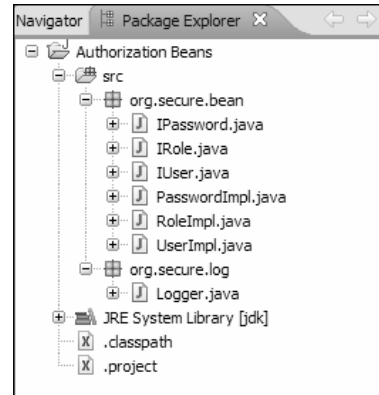 Navigator Package Explorer
Authorization Beans
src
org.secure.bean
IPassword.java
IRole.java
IUser.java
PasswordImpl.java
RoleImpl.java
UserImpl.java
org.secure.log
Logger.java
JRE System Library [jdk]
.classpath
.project